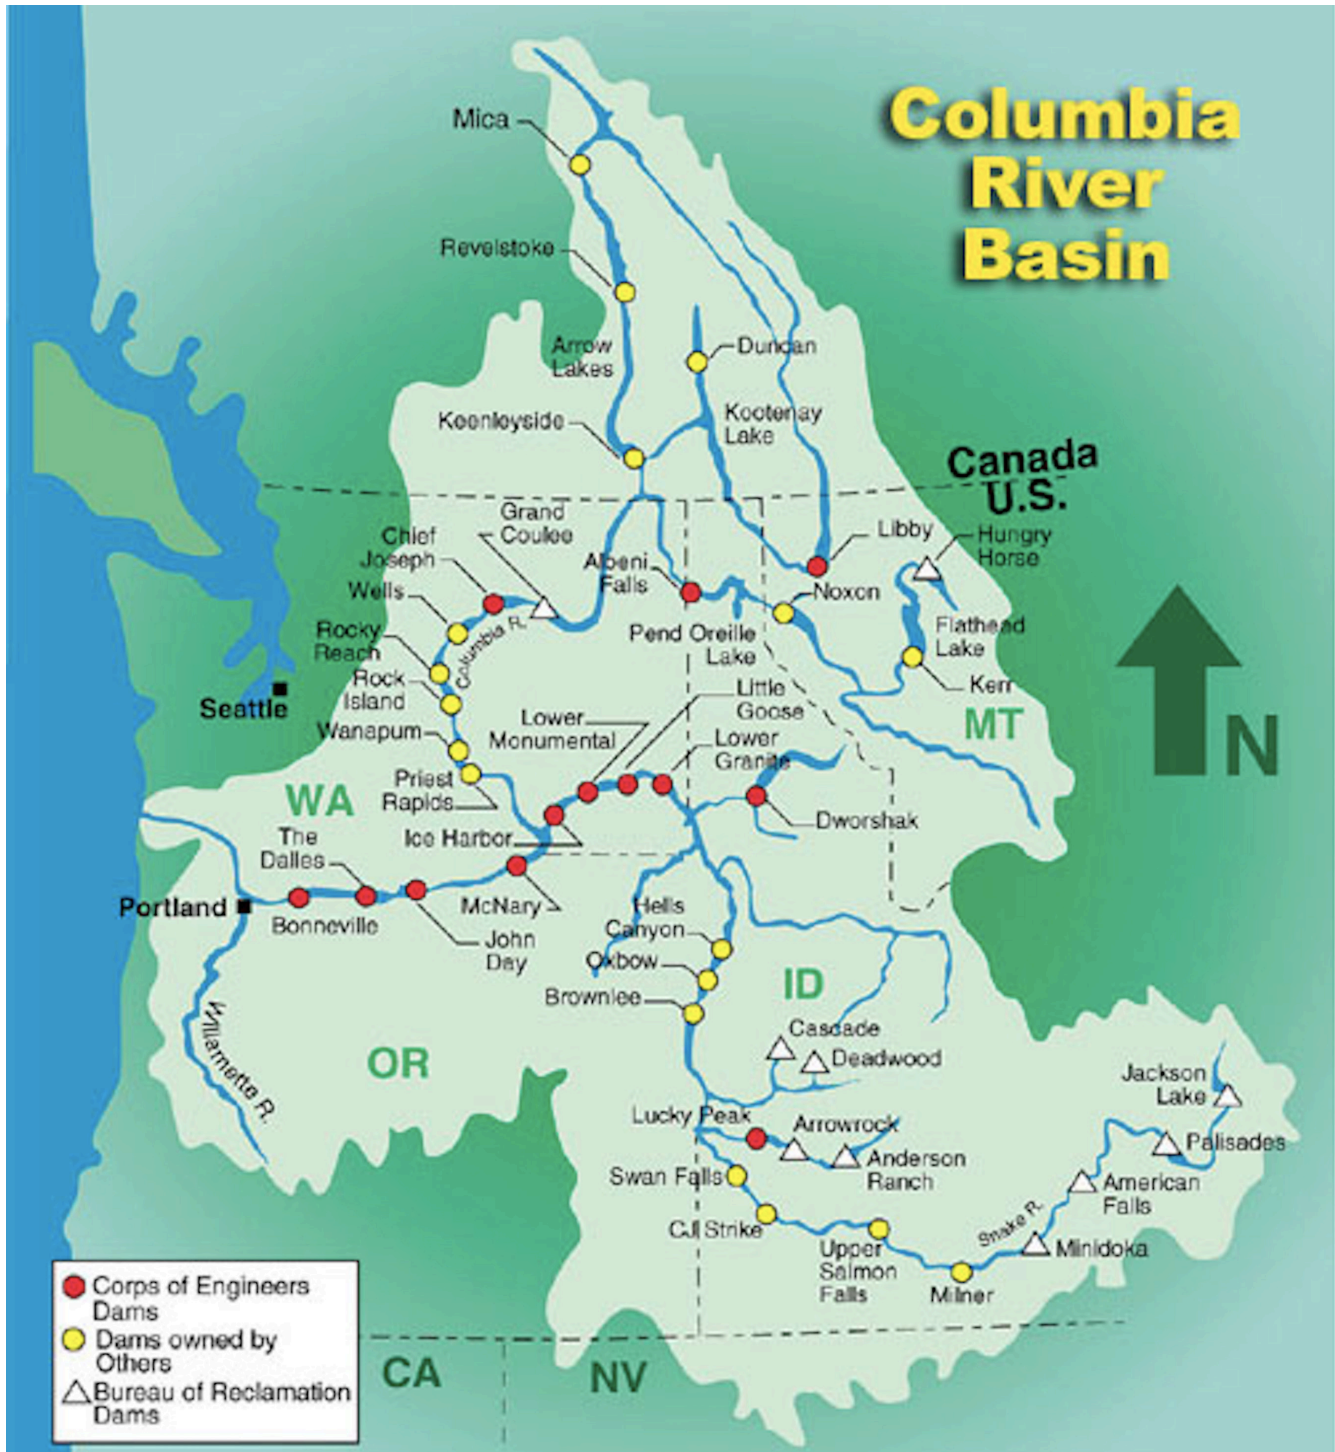 Columbia
River
Basin
Mica
Revelstoke
Arrow
Lakes
Duncan
Keenleyside
Kootenay
Lake
Canada
U.S.
Grand
Coulee
Chief
Joseph
Libby
Hungry
Horse
Albeni
Falls
Wells
Noxon
Columbia R.
Rocky
Reach
Pend Oreille
Lake
Flathead
Lake
Rock
Island
Kerr
Seattle
Little
Goose
Lower
Monumental
Wanapum
Lower
Granite
MT
Priest
Rapids
N
WA
Ice Harbor
Dworshak
The
Dalles
Portland
McNary
Bonneville
John
Day
Hells
Canyon
Oxbow
Brownlee
ID
Willamette R.
OR
Cascade
Deadwood
Jackson
Lake
Lucky Peak
Arrowrock
Palisades
Anderson
Ranch
Swan Falls
American
Falls
CJ Strike
Snake R.
Upper
Salmon
Falls
Minidoka
Milner
Corps of Engineers
Dams
Dams owned by
Others
Bureau of Reclamation
Dams
CA
NV